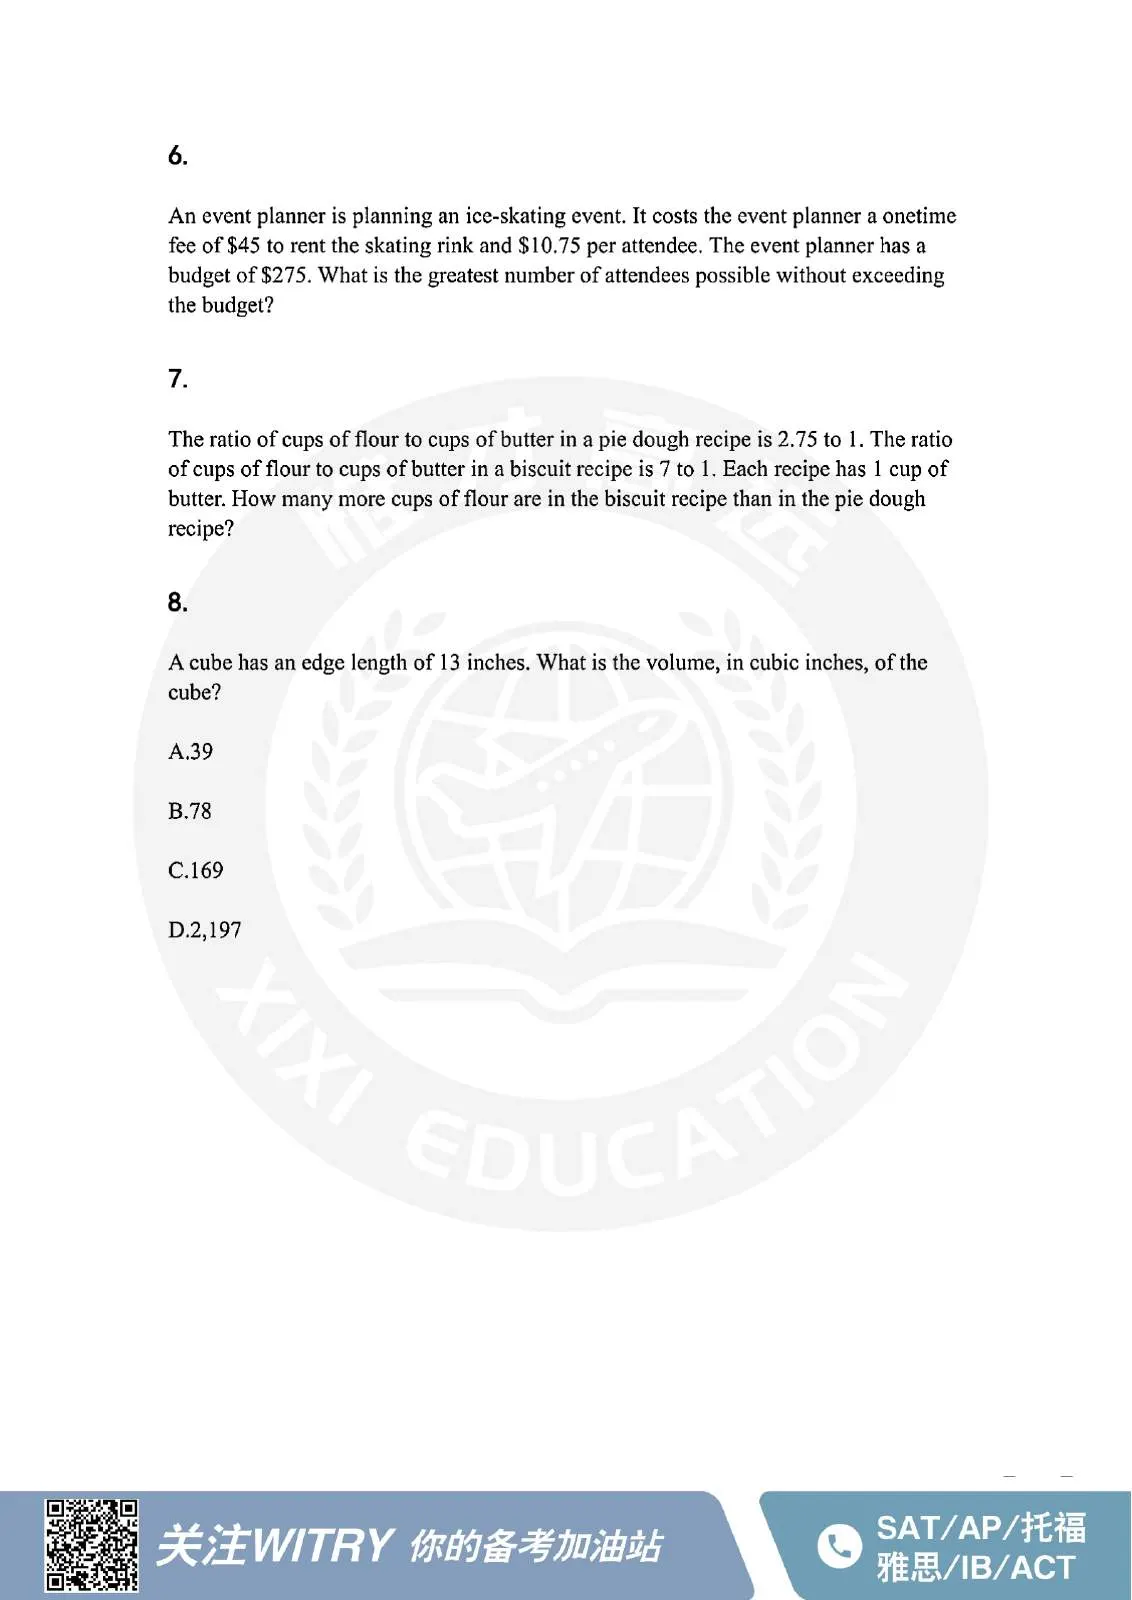 6.
An event planner is planning an ice-skating event. It costs the event planner a onetime
fee of $45 to rent the skating rink and $10.75 per attendee. The event planner has a
budget of $275. What is the greatest number of attendees possible without exceeding
the budget?
7.
The ratio of cups of flour to cups of butter in a pie dough recipe is 2.75 to 1. The ratio
of cups of flour to cups of butter in a biscuit recipe is 7 to 1. Each recipe has 1 cup of
butter. How many more cups of flour are in the biscuit recipe than in the pie dough
recipe?
8.
A cube has an edge length of 13 inches. What is the volume, in cubic inches, of the
cube?
A.39
B.78
C.169
D.2,197
XIXI EDUCATION
关注WITRY 你的备考加油站
SAT/AP/托福
雅思/IB/ACT